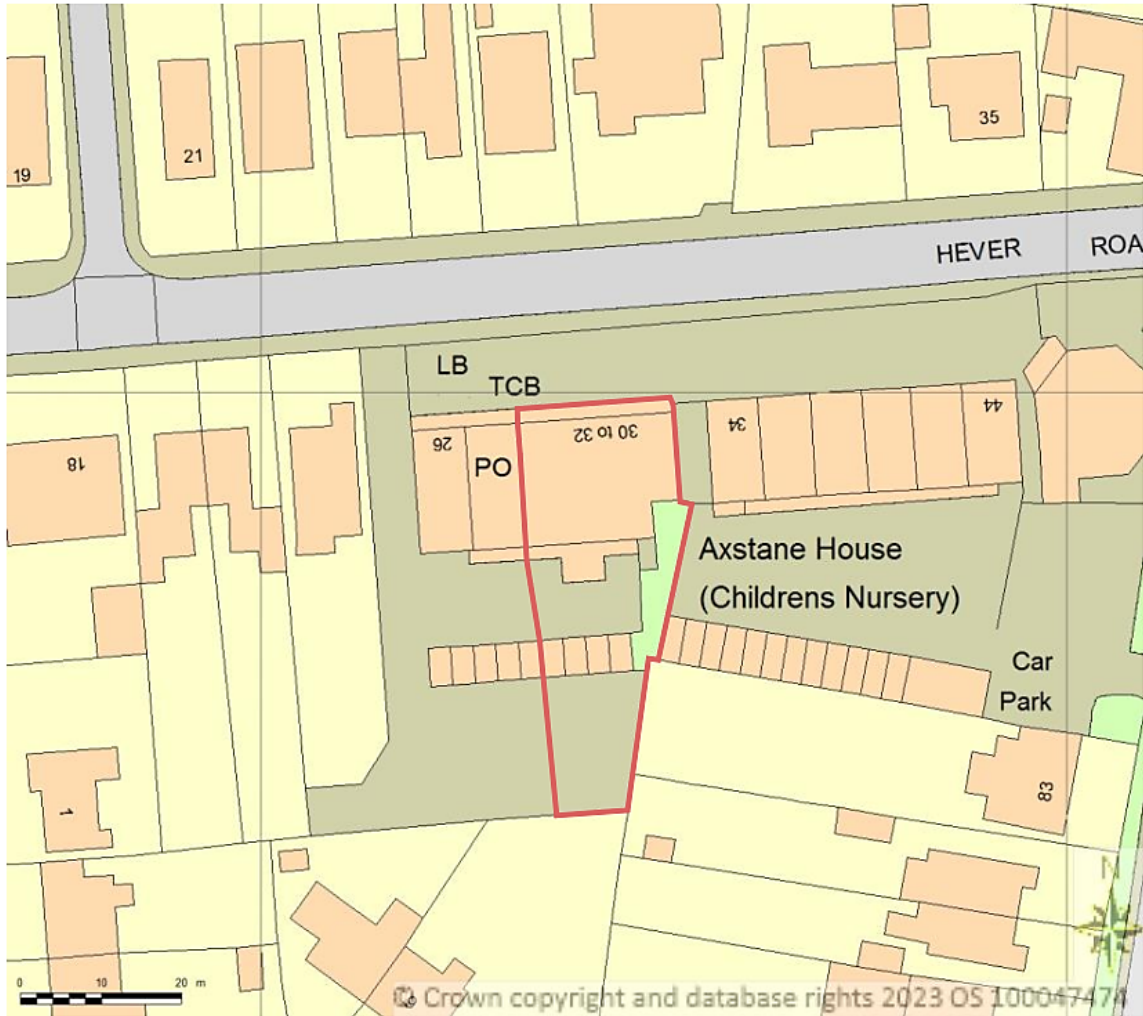 35
21
19
HEVER ROA
LB
TCB
26
30 to 32
34
44
PO
18
Axstane House
(Childrens Nursery)
Car
Park
83
1
N
0 10 20 m
© Crown copyright and database rights 2023 OS 100047474